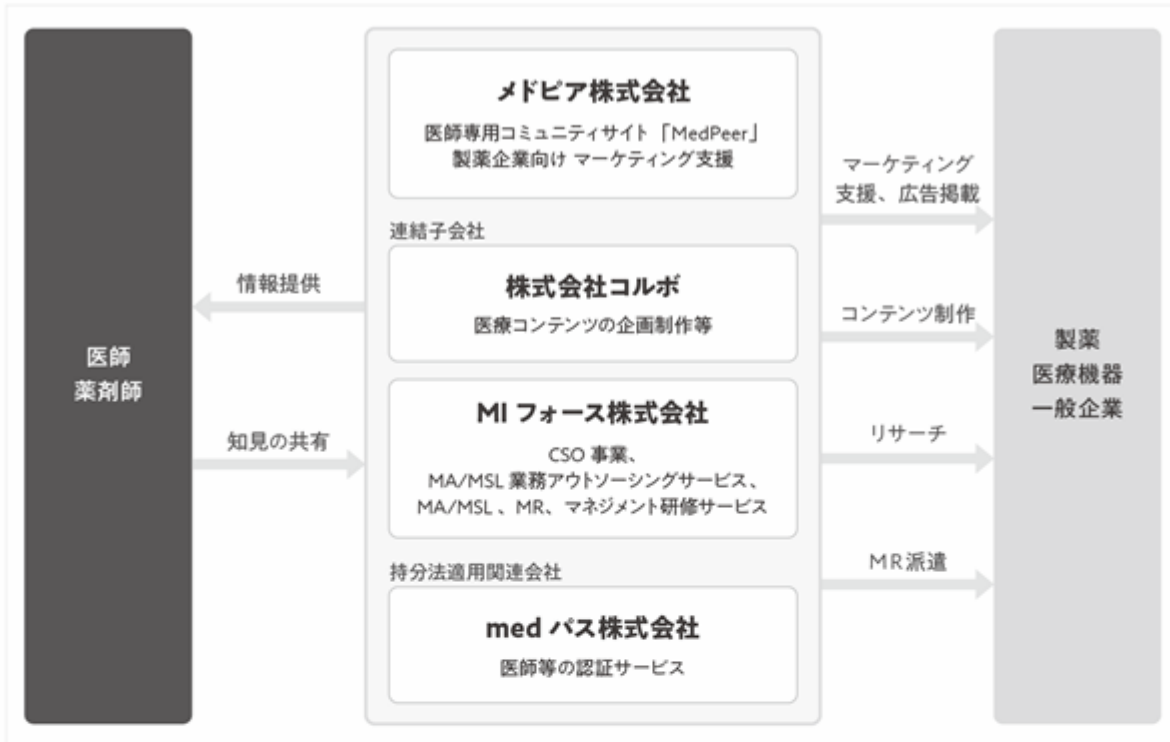 医師
薬剤師
情報提供
知見の共有
メドピア株式会社
医師専用コミュニティサイト「MedPeer」
製薬企業向け マーケティング支援
連結子会社
株式会社コルボ
医療コンテンツの企画制作等
MI フォース株式会社
CSO 事業、
MA/MSL 業務アウトソーシングサービス、
MA/MSL 、MR、マネジメント研修サービス
持分法適用関連会社
med パス株式会社
医師等の認証サービス
マーケティング
支援、広告掲載
コンテンツ制作
リサーチ
MR派遣
製薬
医療機器
一般企業